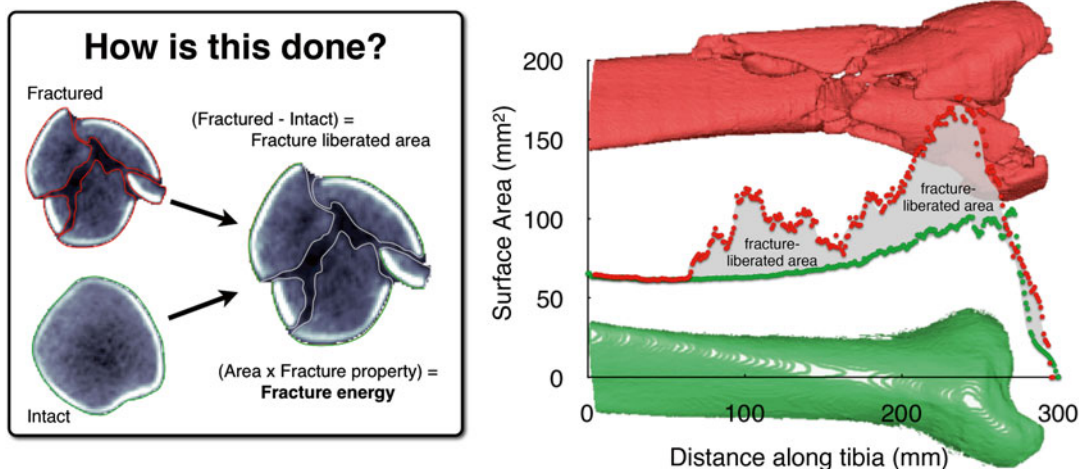 How is this done?
Fractured
(Fractured - Intact) =
Fracture liberated area
(Area x Fracture property) =
Fracture energy
Intact
Surface Area (mm²)
200
150
100
50
0
fracture-
liberated area
fracture-
liberated area
0
100
200
300
Distance along tibia (mm)